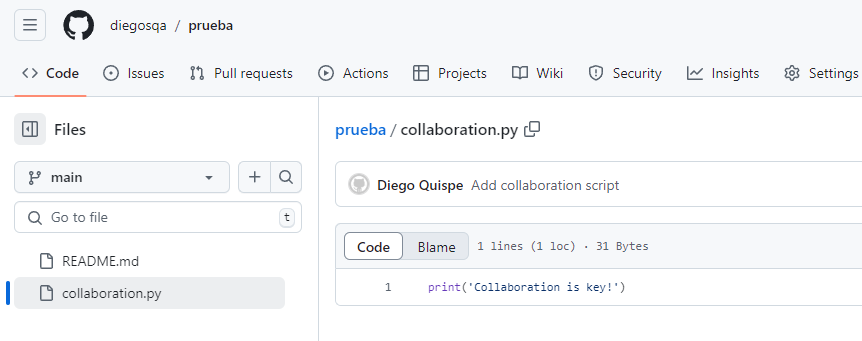 diegosqa / prueba
Code Issues Pull requests Actions Projects Wiki Security Insights Settings
Files
main
Go to file t
README.md
collaboration.py
prueba / collaboration.py
Diego Quispe Add collaboration script
Code Blame 1 lines (1 loc) · 31 Bytes
1 print('Collaboration is key!')